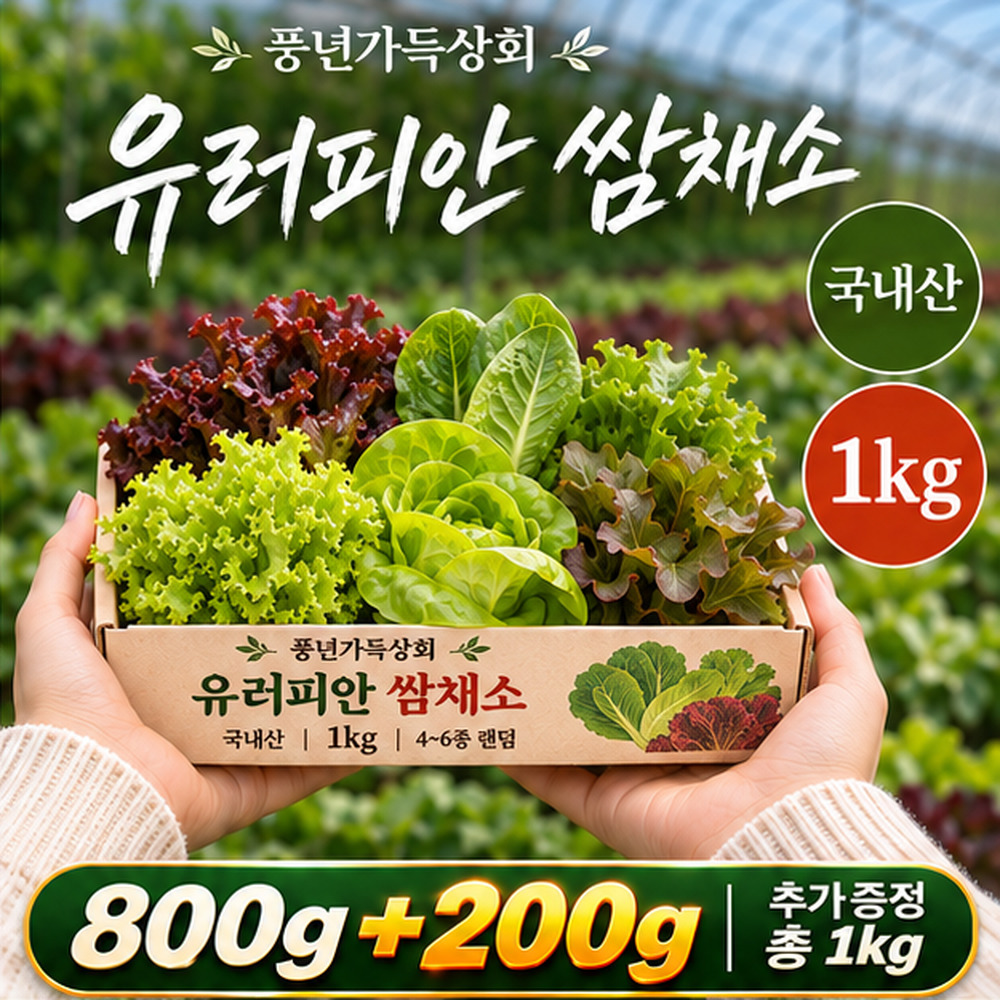 풍년가득상회
유러피안 쌈채소
국내산
1kg
풍년가득상회
유러피안 쌈채소
국내산 | 1kg | 4~6종 랜덤
800g + 200g | 추가증정
총 1kg